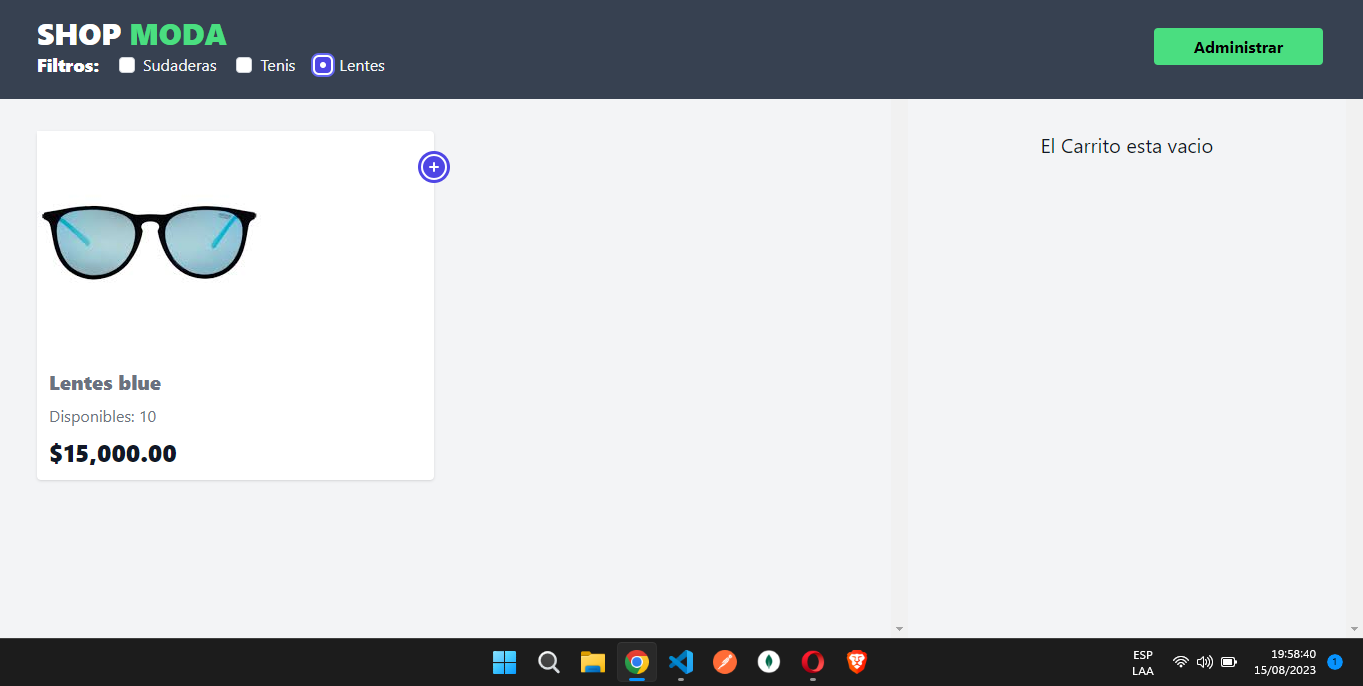 SHOP MODA
Administrar
Filtros: Sudaderas Tenis Lentes
El Carrito esta vacio
+
Lentes blue
Disponibles: 10
$15,000.00
ESP
LAA
19:58:40
15/08/2023
1